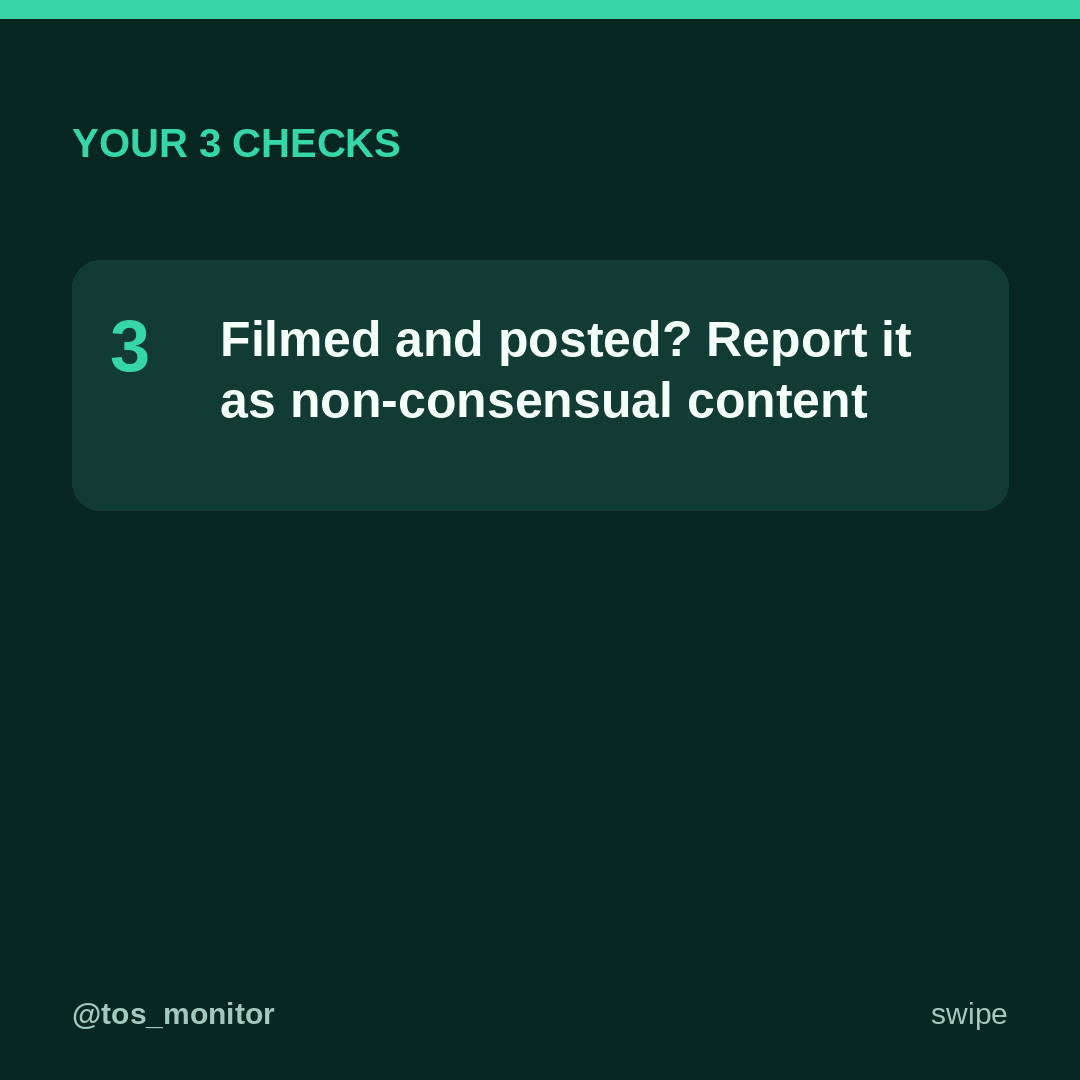 YOUR 3 CHECKS
3
Filmed and posted? Report it
as non-consensual content
@tos_monitor
swipe